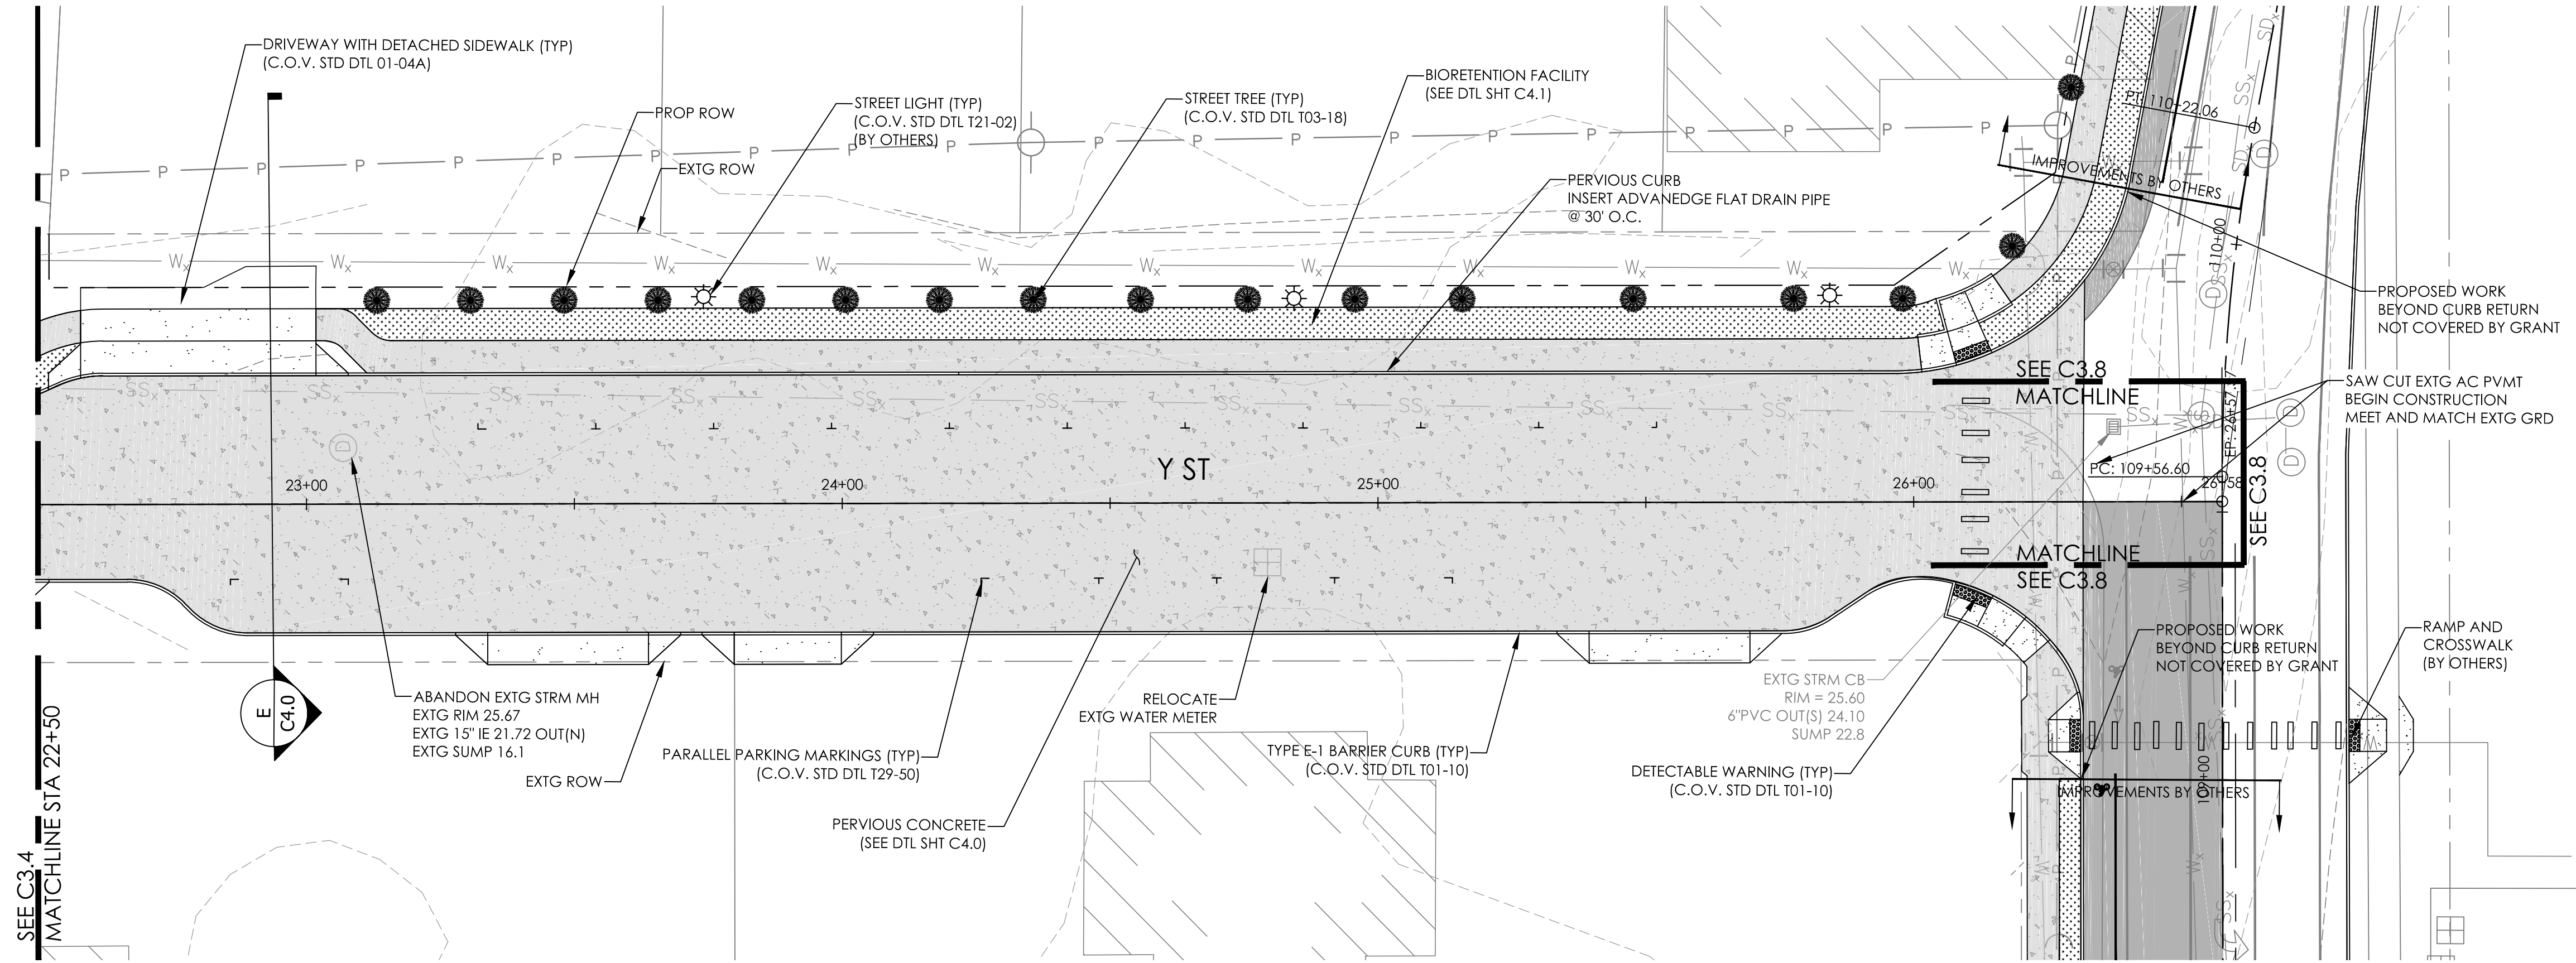 DRIVEWAY WITH DETACHED SIDEWALK (TYP)
(C.O.V. STD DTL 01-04A)
PROP ROW
EXTG ROW
STREET LIGHT (TYP)
(C.O.V. STD DTL T21-02)
(BY OTHERS)
STREET TREE (TYP)
(C.O.V. STD DTL T03-18)
BIORETENTION FACILITY
(SEE DTL SHT C4.1)
PERVIOUS CURB
INSERT ADVANEDGE FLAT DRAIN PIPE
@ 30' O.C.
PT: 110+22.06
IMPROVEMENTS BY OTHERS
110+00
PROPOSED WORK
BEYOND CURB RETURN
NOT COVERED BY GRANT
SEE C3.8
MATCHLINE
SAW CUT EXTG AC PVMT
BEGIN CONSTRUCTION
MEET AND MATCH EXTG GRD
PC: 109+56.60
26+58
SEE C3.8
Y ST
23+00
24+00
25+00
26+00
MATCHLINE
SEE C3.8
PROPOSED WORK
BEYOND CURB RETURN
NOT COVERED BY GRANT
RAMP AND
CROSSWALK
(BY OTHERS)
E
C4.0
ABANDON EXTG STRM MH
EXTG RIM 25.67
EXTG 15" IE 21.72 OUT(N)
EXTG SUMP 16.1
EXTG ROW
PARALLEL PARKING MARKINGS (TYP)
(C.O.V. STD DTL T29-50)
PERVIOUS CONCRETE
(SEE DTL SHT C4.0)
RELOCATE
EXTG WATER METER
TYPE E-1 BARRIER CURB (TYP)
(C.O.V. STD DTL T01-10)
EXTG STRM CB
RIM = 25.60
6"PVC OUT(S) 24.10
SUMP 22.8
DETECTABLE WARNING (TYP)
(C.O.V. STD DTL T01-10)
109+00
IMPROVEMENTS BY OTHERS
SEE C3.4
MATCHLINE STA 22+50